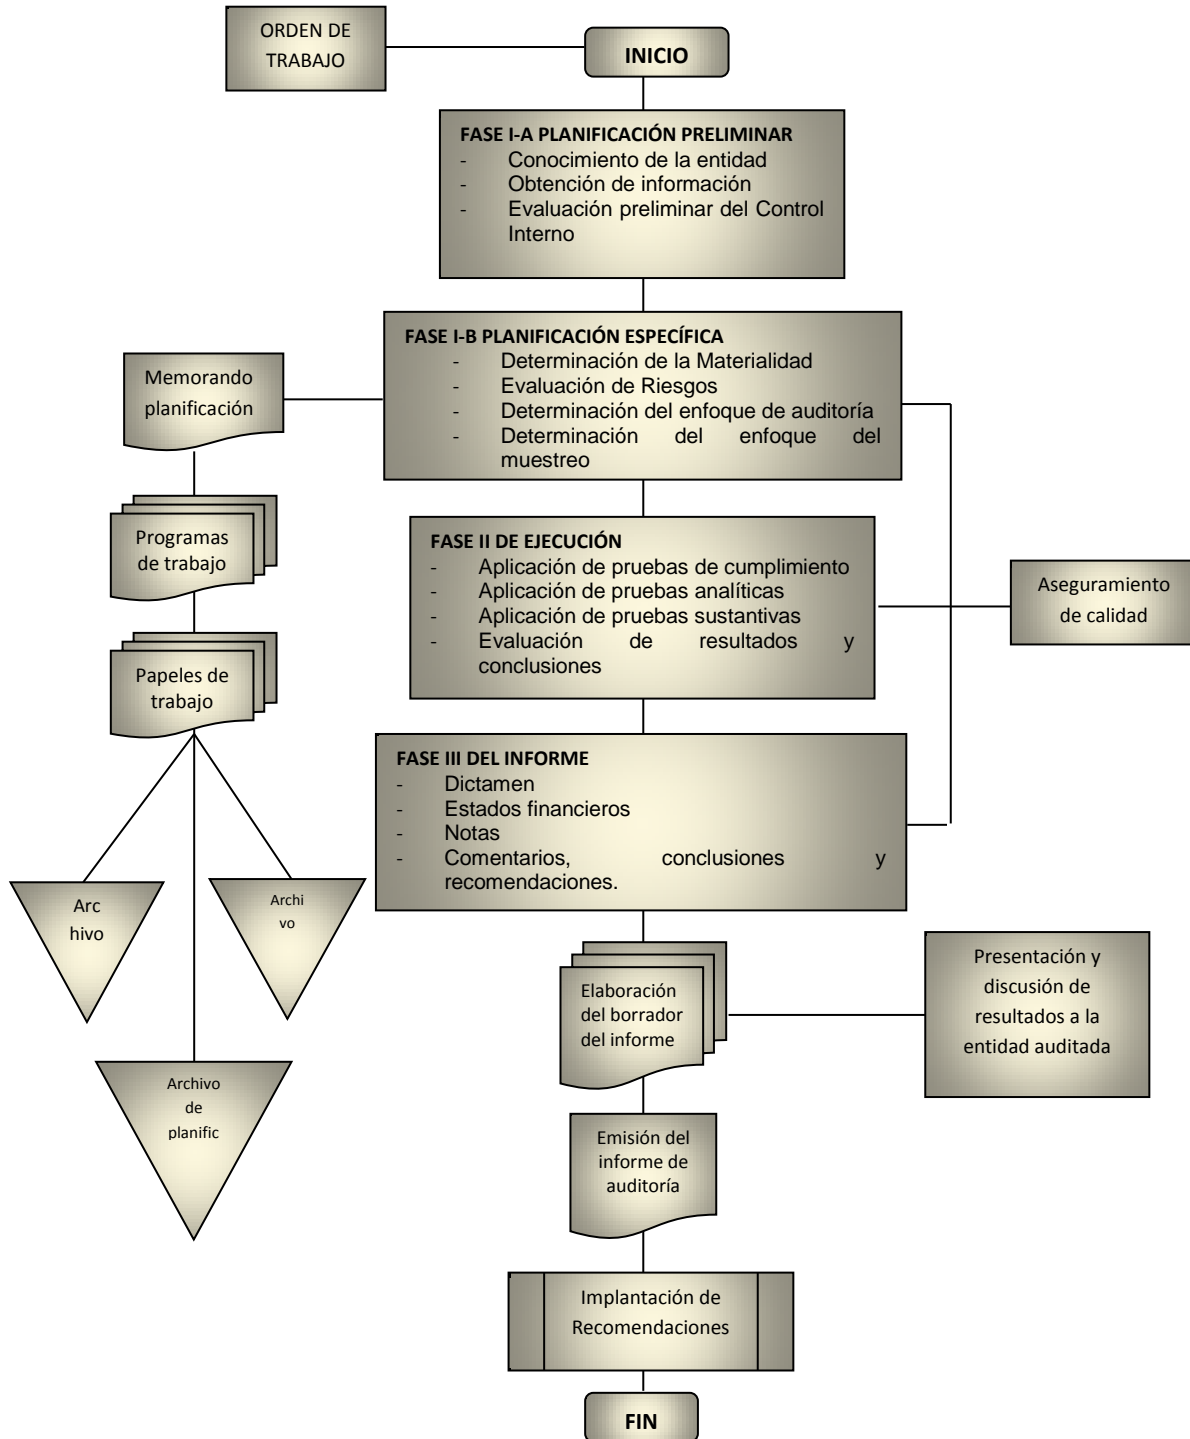 ORDEN DE
TRABAJO
INICIO
FASE I-A PLANIFICACIÓN PRELIMINAR
- Conocimiento de la entidad
- Obtención de información
- Evaluación preliminar del Control
Interno
FASE I-B PLANIFICACIÓN ESPECÍFICA
- Determinación de la Materialidad
- Evaluación de Riesgos
- Determinación del enfoque de auditoría
- Determinación del enfoque del
muestreo
Memorando
planificación
Programas
de trabajo
Papeles de
trabajo
FASE II DE EJECUCIÓN
- Aplicación de pruebas de cumplimiento
- Aplicación de pruebas analíticas
- Aplicación de pruebas sustantivas
- Evaluación de resultados y
conclusiones
Aseguramiento
de calidad
FASE III DEL INFORME
- Dictamen
- Estados financieros
- Notas
- Comentarios, conclusiones y
recomendaciones.
Arc
hivo
Archi
vo
Archivo
de
planific
Elaboración
del borrador
del informe
Presentación y
discusión de
resultados a la
entidad auditada
Emisión del
informe de
auditoría
Implantación de
Recomendaciones
FIN